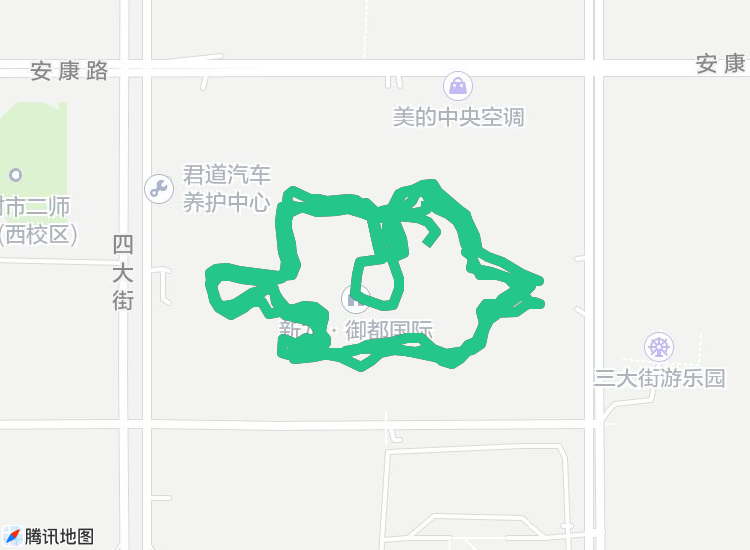 安康路
安康
美的中央空调
君道汽车
养护中心
市二师
(西校区)
四大街
御都国际
三大街游乐园
腾讯地图